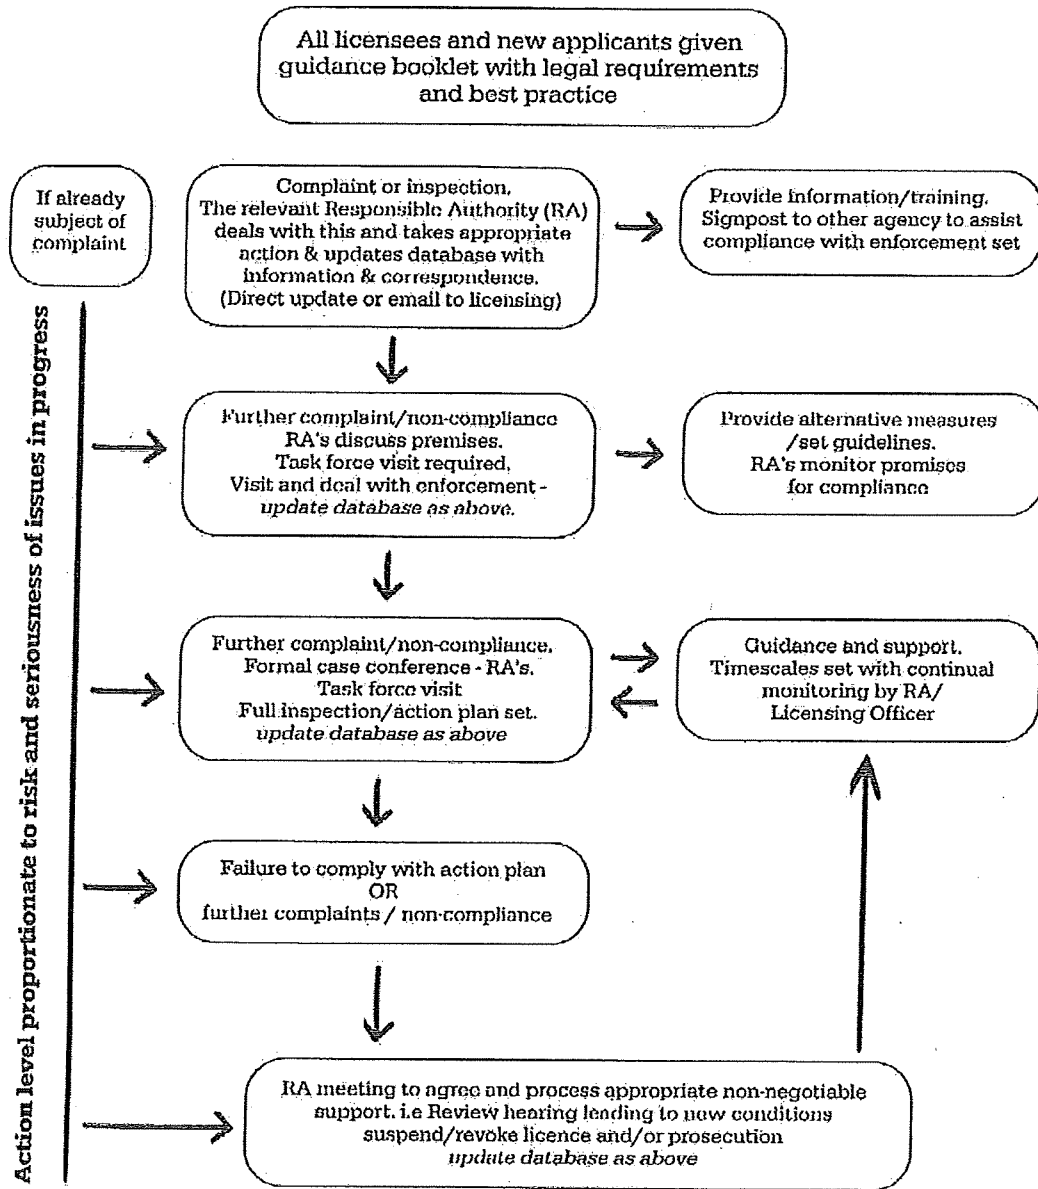 All licensees and new applicants given
guidance booklet with legal requirements
and best practice
If already
subject of
complaint
Complaint or inspection.
The relevant Responsible Authority (RA)
deals with this and takes appropriate
action & updates database with
information & correspondence.
(Direct update or email to licensing)
Provide information/training.
Signpost to other agency to assist
compliance with enforcement set
Action level proportionate to risk and seriousness of issues in progress
Further complaint/non-compliance
RA's discuss premises.
Task force visit required.
Visit and deal with enforcement -
update database as above.
Provide alternative measures
/set guidelines.
RA's monitor premises
for compliance
Further complaint/non-compliance.
Formal case conference - RA's.
Task force visit
Full inspection/action plan set.
update database as above
Guidance and support.
Timescales set with continual
monitoring by RA/
Licensing Officer
Failure to comply with action plan
OR
further complaints / non-compliance
RA meeting to agree and process appropriate non-negotiable
support. i.e Review hearing leading to new conditions
suspend/revoke licence and/or prosecution
update database as above